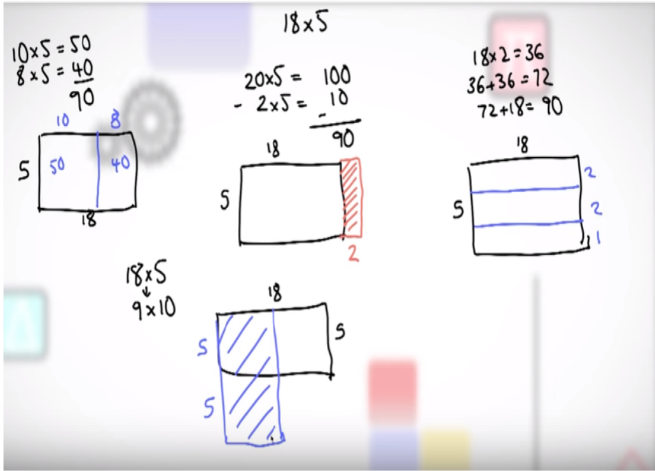 18x5
10x5 = 50
8x5 = 40
90
10 8
5 50 40
18
20x5 = 100
- 2x5 = - 10
90
18
5
2
18x2 = 36
36+36 = 72
72+18 = 90
18
5
2
2
1
18x5
↓
9x10
18
5
5
5